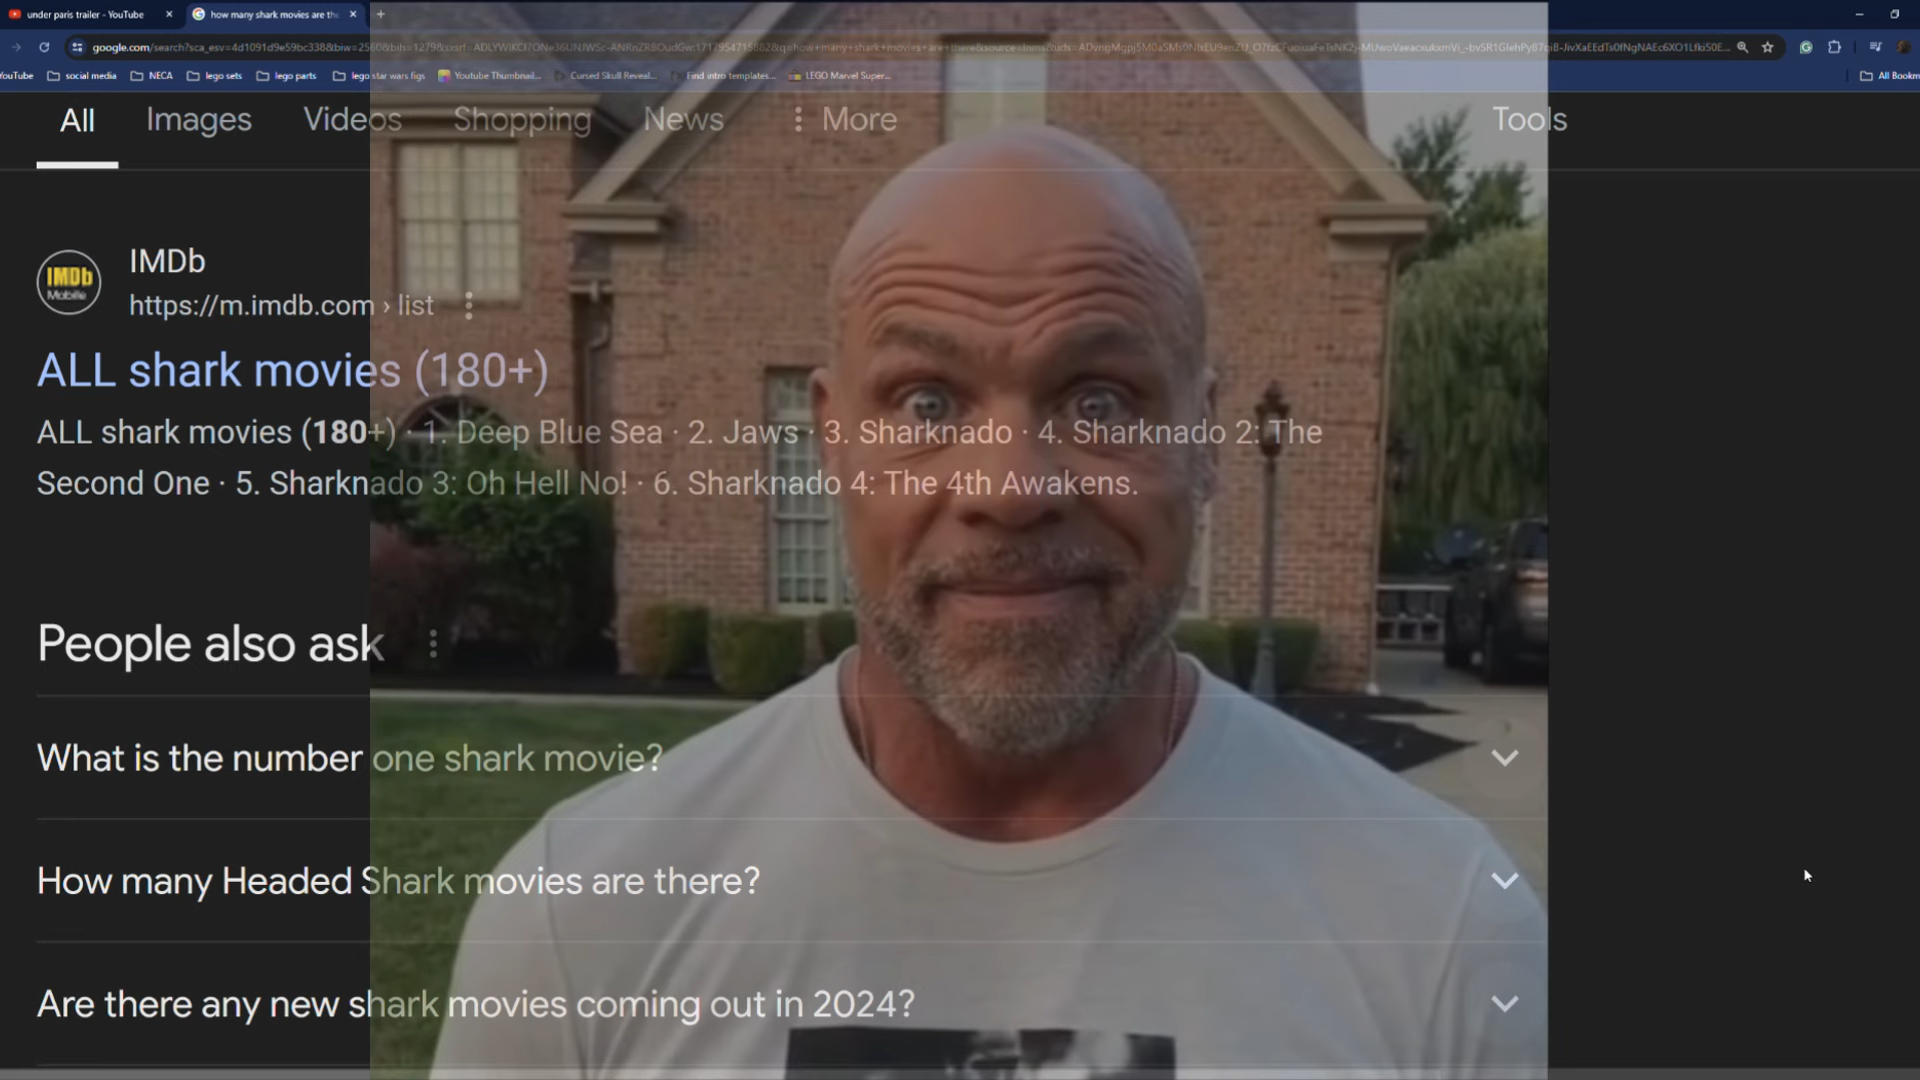 under paris trailer - YouTube
how many shark movies are th
YouTube
social media
NECA
lego sets
lego parts
lego star wars figs
Youtube Thumbnail...
Cursed Skull Reveal...
Find intro templates...
LEGO Marvel Super...
All Bookm
All
Images
Videos
Shopping
News
More
Tools
IMDb
Mobile
IMDb
https://m.imdb.com › list
ALL shark movies (180+)
ALL shark movies (180+) · 1. Deep Blue Sea · 2. Jaws · 3. Sharknado · 4. Sharknado 2: The
Second One · 5. Sharknado 3: Oh Hell No! · 6. Sharknado 4: The 4th Awakens.
People also ask
What is the number one shark movie?
How many Headed Shark movies are there?
Are there any new shark movies coming out in 2024?